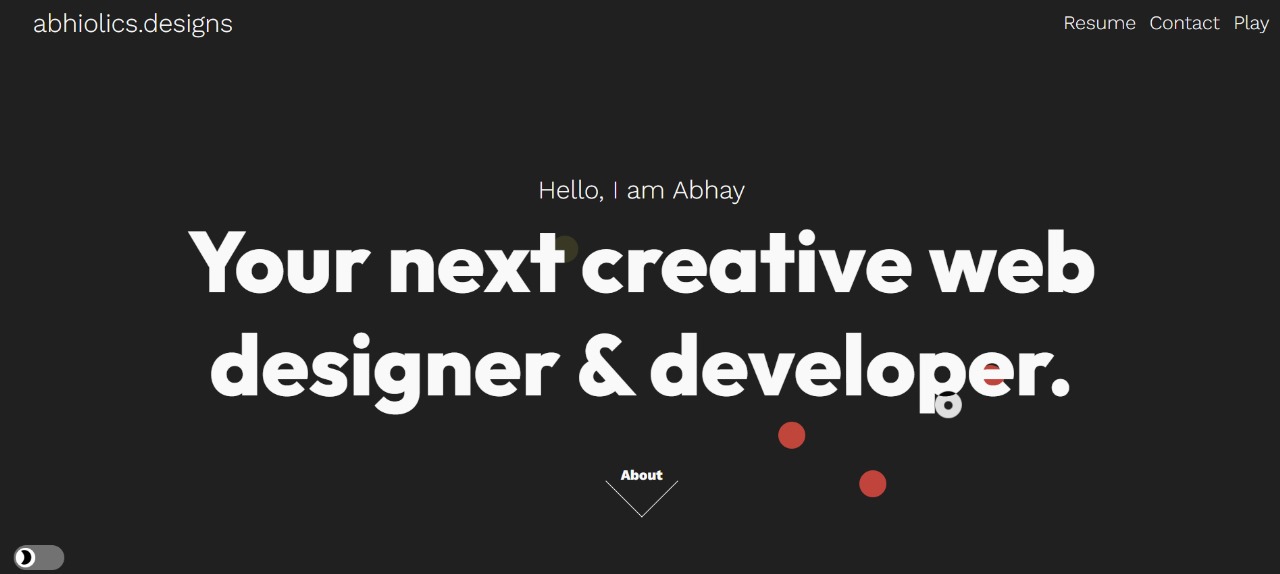 abhiolics.designs
Resume Contact Play
Hello, I am Abhay
Your next creative web
designer & developer.
About